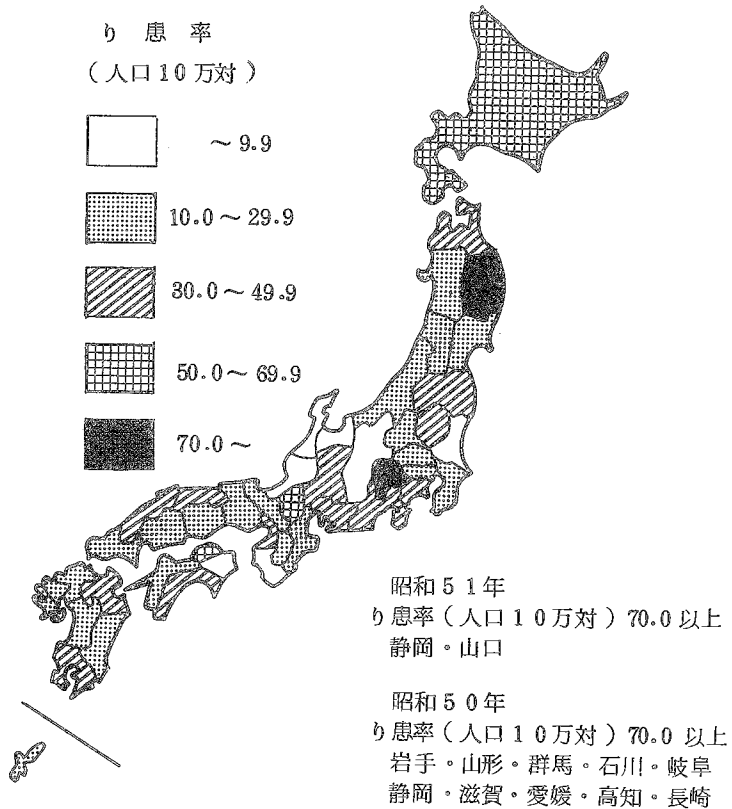 り患率
(人口10万対)
~9.9
10.0~29.9
30.0~49.9
50.0~69.9
70.0~
昭和51年
り患率(人口10万対)70.0以上
静岡・山口
昭和50年
り患率(人口10万対)70.0以上
岩手・山形・群馬・石川・岐阜
静岡・滋賀・愛媛・高知・長崎